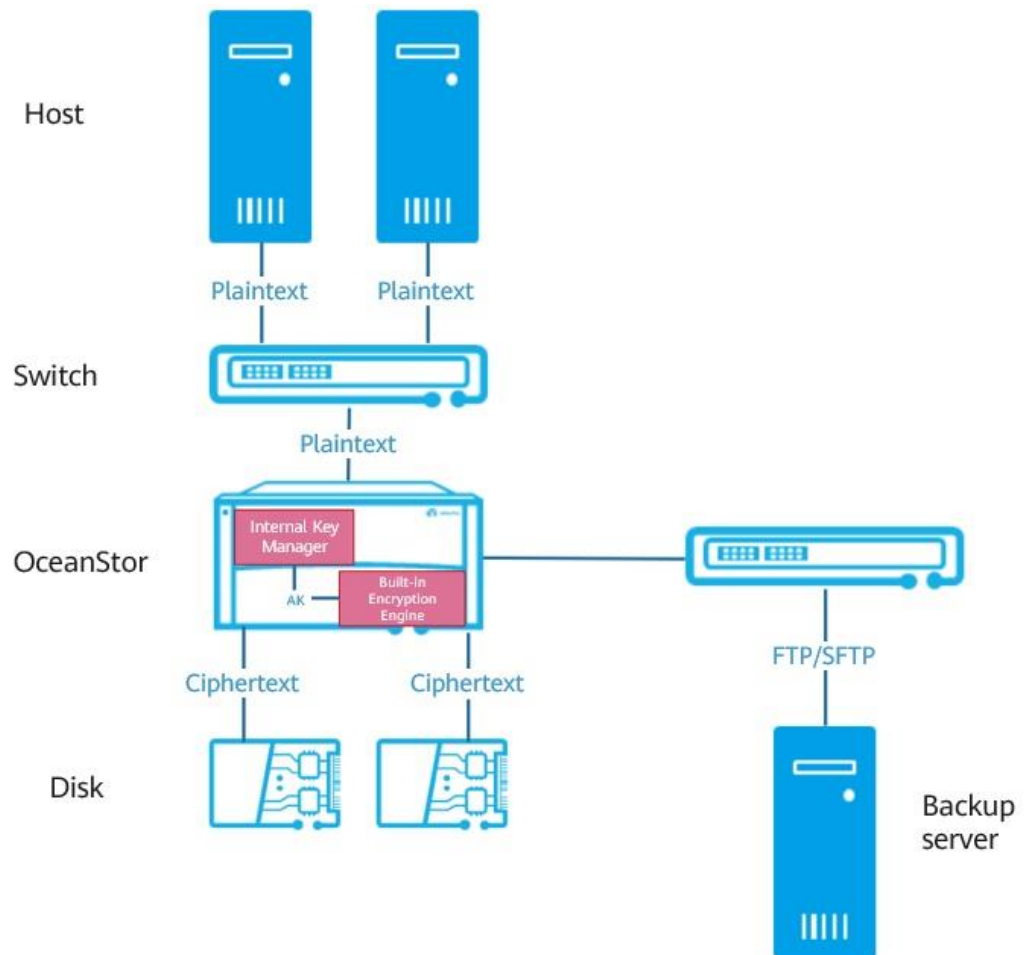 Host
Plaintext
Plaintext
Switch
Plaintext
OceanStor
Internal Key
Manager
AK
Built-in
Encryption
Engine
FTP/SFTP
Ciphertext
Ciphertext
Disk
Backup
server